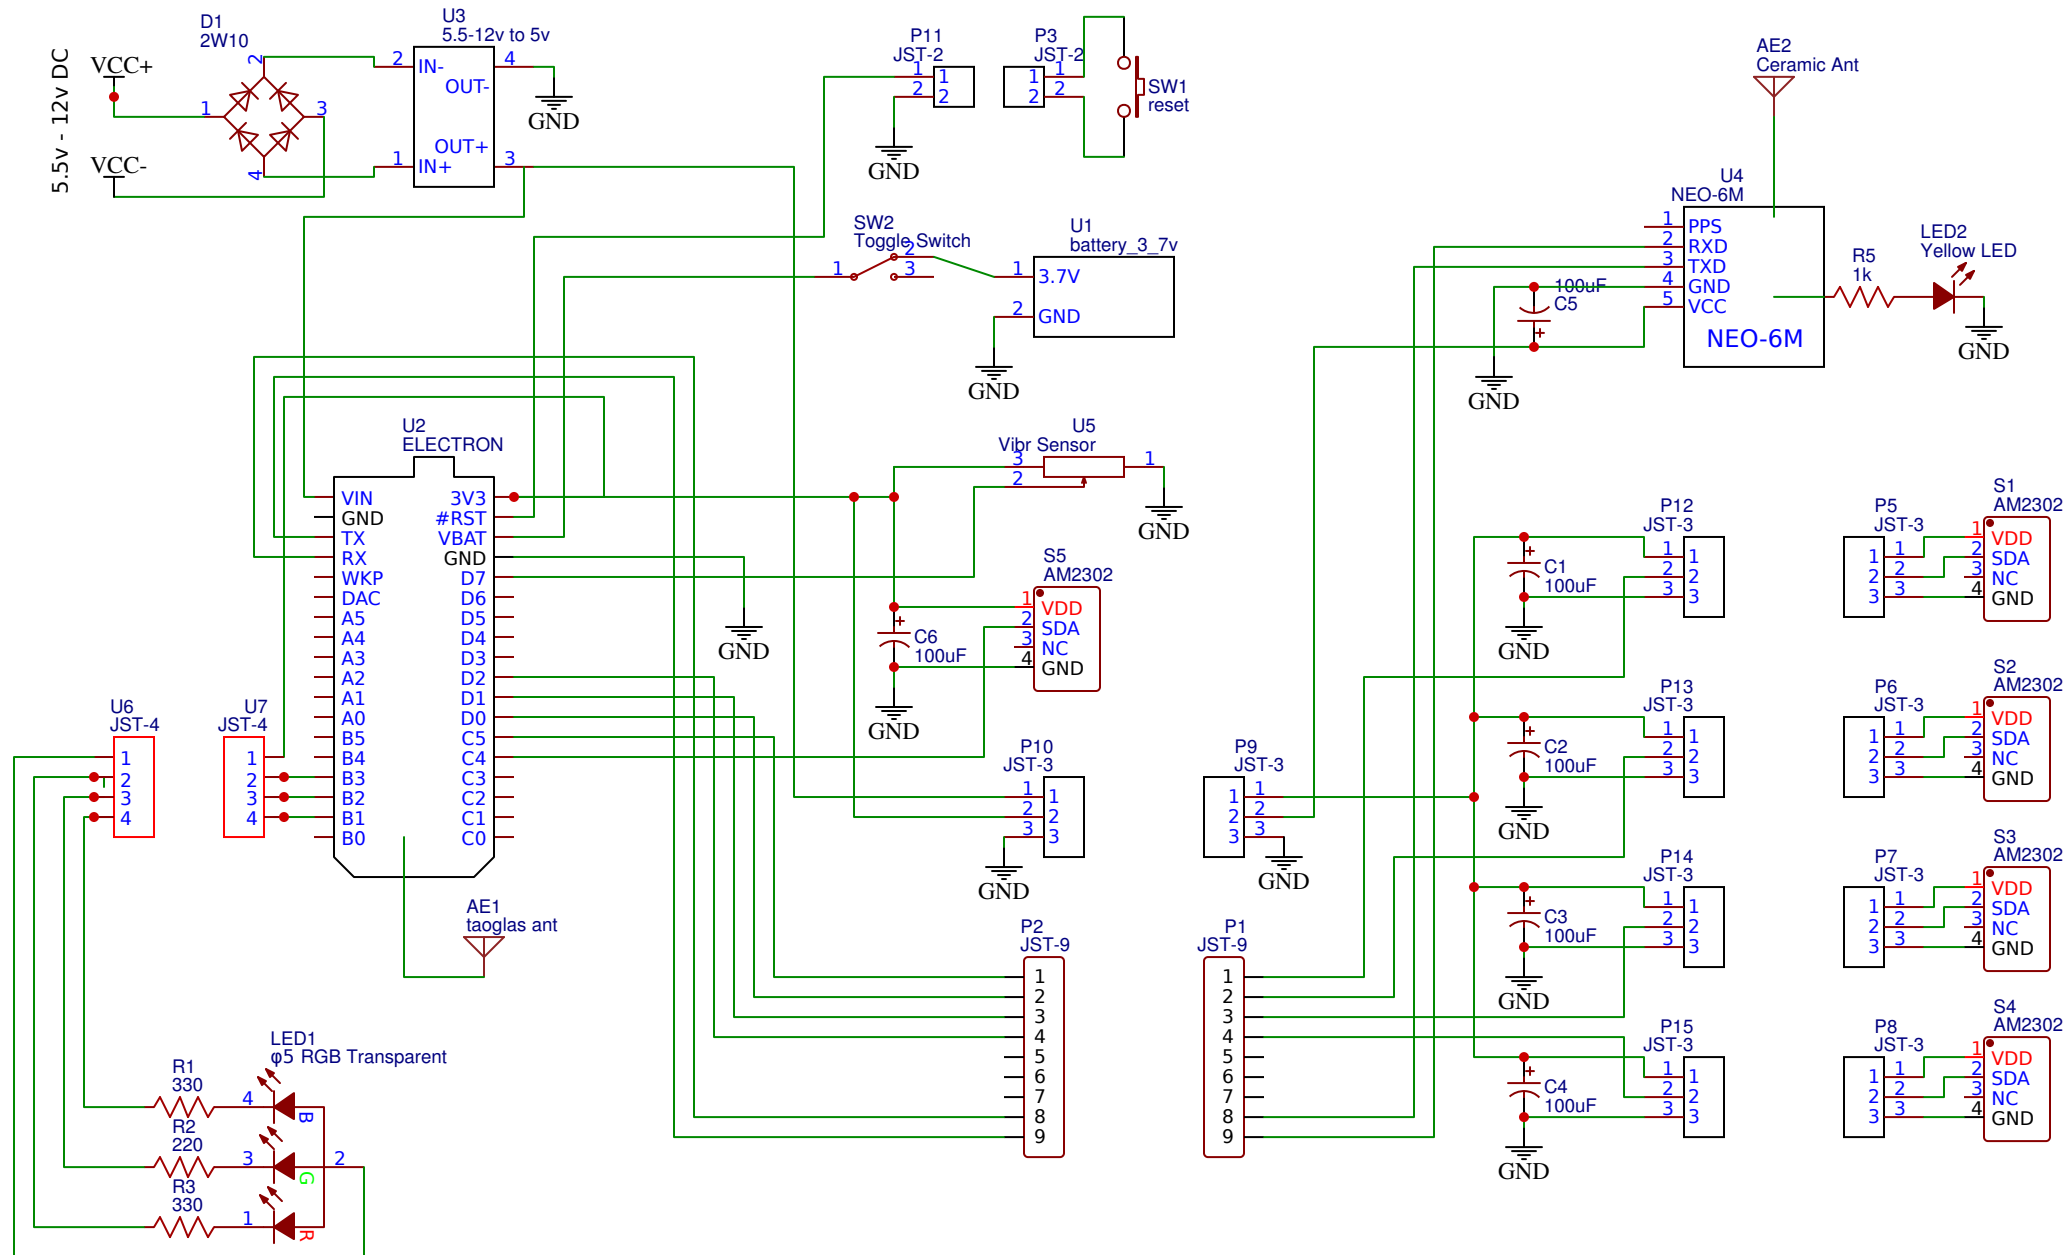 5.5v - 12v DC
VCC+
VCC-
D1
2W10
1
2
3
4
U3
5.5-12v to 5v
2
IN-
4
OUT-
OUT+
1
IN+
3
GND
P11
JST-2
1
1
2
2
GND
P3
JST-2
1
1
2
2
SW1
reset
AE2
Ceramic Ant
SW2
Toggle Switch
1
2
3
U1
battery_3_7v
1
3.7V
2
GND
GND
U4
NEO-6M
1
PPS
2
RXD
3
TXD
4
GND
5
VCC
NEO-6M
100uF
C5
GND
R5
1k
LED2
Yellow LED
GND
U2
ELECTRON
VIN
GND
TX
RX
WKP
DAC
A5
A4
A3
A2
A1
A0
B5
B4
B3
B2
B1
B0
3V3
#RST
VBAT
GND
D7
D6
D5
D4
D3
D2
D1
D0
C5
C4
C3
C2
C1
C0
GND
U5
Vibr Sensor
3
2
1
GND
S5
AM2302
1
VDD
2
SDA
3
NC
4
GND
C6
100uF
GND
U6
JST-4
1
2
3
4
U7
JST-4
1
2
3
4
AE1
taoglas ant
P10
JST-3
1
1
2
2
3
3
GND
P9
JST-3
1
1
2
2
3
3
GND
P2
JST-9
1
2
3
4
5
6
7
8
9
P1
JST-9
1
2
3
4
5
6
7
8
9
P12
JST-3
1
1
2
2
3
3
C1
100uF
GND
P5
JST-3
1
1
2
2
3
3
S1
AM2302
1
VDD
2
SDA
3
NC
4
GND
P13
JST-3
1
1
2
2
3
3
C2
100uF
GND
P6
JST-3
1
1
2
2
3
3
S2
AM2302
1
VDD
2
SDA
3
NC
4
GND
P14
JST-3
1
1
2
2
3
3
C3
100uF
GND
P7
JST-3
1
1
2
2
3
3
S3
AM2302
1
VDD
2
SDA
3
NC
4
GND
P15
JST-3
1
1
2
2
3
3
C4
100uF
GND
P8
JST-3
1
1
2
2
3
3
S4
AM2302
1
VDD
2
SDA
3
NC
4
GND
LED1
φ5 RGB Transparent
R1
330
4
B
R2
220
3
G
2
R3
330
1
R